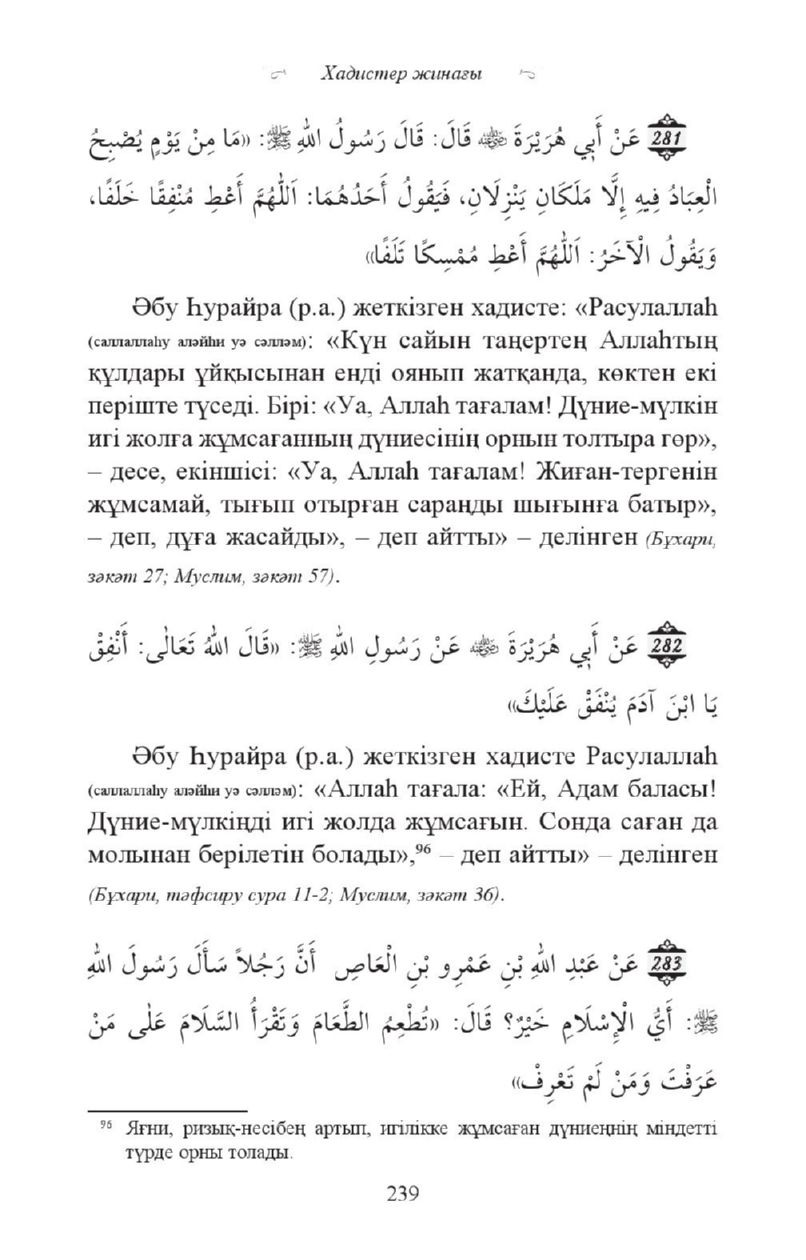 Хадистер жинағы
281 عَنْ أَبِي هُرَيْرَةَ ؓ قَالَ: قَالَ رَسُولُ اللهِ ﷺ: «مَا مِنْ يَوْمٍ يُصْبِحُ
الْعِبَادُ فِيهِ إِلَّا مَلَكَانِ يَنْزِلَانِ، فَيَقُولُ أَحَدُهُمَا: اَللّٰهُمَّ أَعْطِ مُنْفِقًا خَلَفًا،
وَيَقُولُ الْآخَرُ: اَللّٰهُمَّ أَعْطِ مُمْسِكًا تَلَفًا»
Әбу Һурайра (р.а.) жеткізген хадисте: «Расулаллаһ
(саллаллаһу аләйһи уә сәлләм): «Күн сайын таңертең Аллаһтың
құлдары ұйқысынан енді оянып жатқанда, көктен екі
періште түседі. Бірі: «Уа, Аллаһ тағалам! Дүние-мүлкін
игі жолға жұмсағанның дүниесінің орнын толтыра гөр»,
– десе, екіншісі: «Уа, Аллаһ тағалам! Жиған-тергенін
жұмсамай, тығып отырған сараңды шығынға батыр»,
– деп, дұға жасайды», – деп айтты» – делінген (Бұхари,
зәкәт 27; Муслим, зәкәт 57).
282 عَنْ أَبِي هُرَيْرَةَ ؓ عَنْ رَسُولِ اللهِ ﷺ: «قَالَ اللهُ تَعَالٰى: أَنْفِقْ
يَا ابْنَ آدَمَ يُنْفَقْ عَلَيْكَ»
Әбу Һурайра (р.а.) жеткізген хадисте Расулаллаһ
(саллаллаһу аләйһи уә сәлләм): «Аллаһ тағала: «Ей, Адам баласы!
Дүние-мүлкіңді игі жолда жұмсағын. Сонда саған да
молынан берілетін болады»,⁹⁶ – деп айтты» – делінген
(Бұхари, тәфсиру сура 11-2; Муслим, зәкәт 36).
283 عَنْ عَبْدِ اللهِ بْنِ عَمْرِو بْنِ الْعَاصِ أَنَّ رَجُلاً سَأَلَ رَسُولَ اللهِ
ﷺ: أَيُّ الْإِسْلَامِ خَيْرٌ؟ قَالَ: «تُطْعِمُ الطَّعَامَ وَتَقْرَأُ السَّلَامَ عَلٰى مَنْ
عَرَفْتَ وَمَنْ لَمْ تَعْرِفْ»
⁹⁶ Яғни, ризық-несібең артып, игілікке жұмсаған дүниеңнің міндетті
түрде орны толады.
239